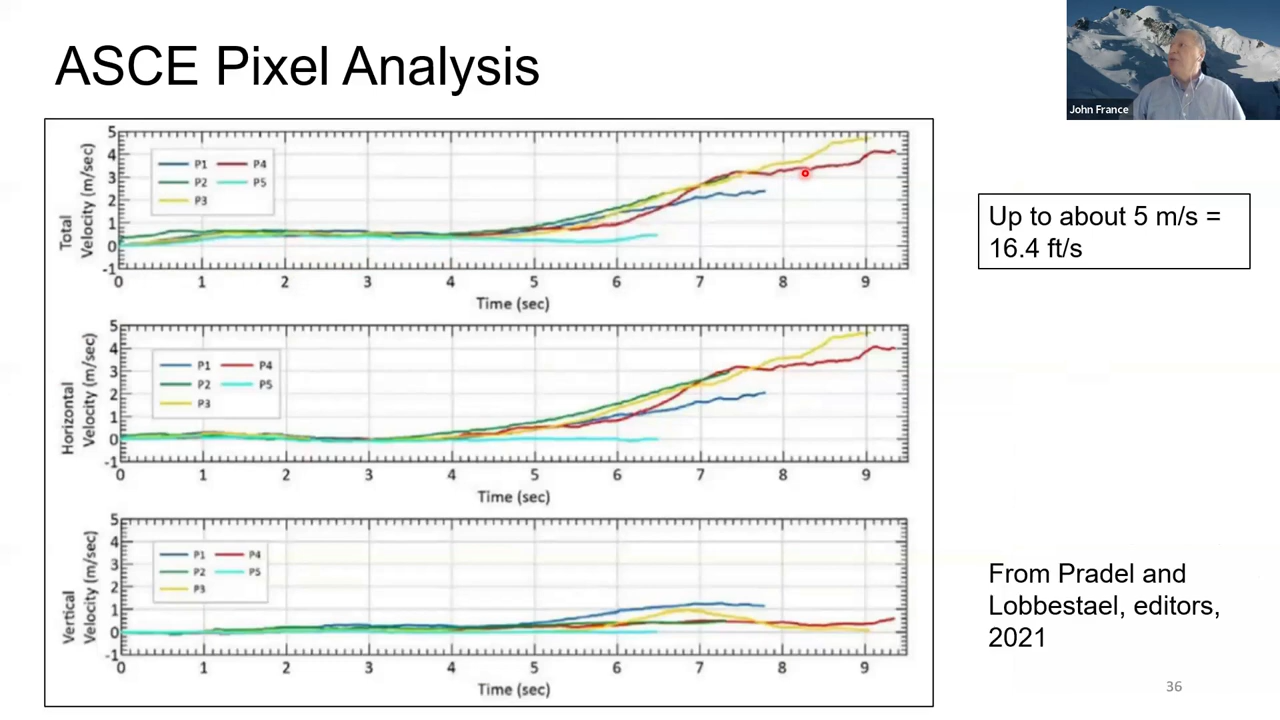 ASCE Pixel Analysis
John France
Total
Velocity (m/sec)
5
4
3
2
1
0
-1
P1 P4
P2 P5
P3
0 1 2 3 4 5 6 7 8 9
Time (sec)
Up to about 5 m/s =
16.4 ft/s
Horizontal
Velocity (m/sec)
5
4
3
2
1
0
-1
P1 P4
P2 P5
P3
0 1 2 3 4 5 6 7 8 9
Time (sec)
Vertical
Velocity (m/sec)
5
4
3
2
1
0
-1
P1 P4
P2 P5
P3
0 1 2 3 4 5 6 7 8 9
Time (sec)
From Pradel and
Lobbestael, editors,
2021
36